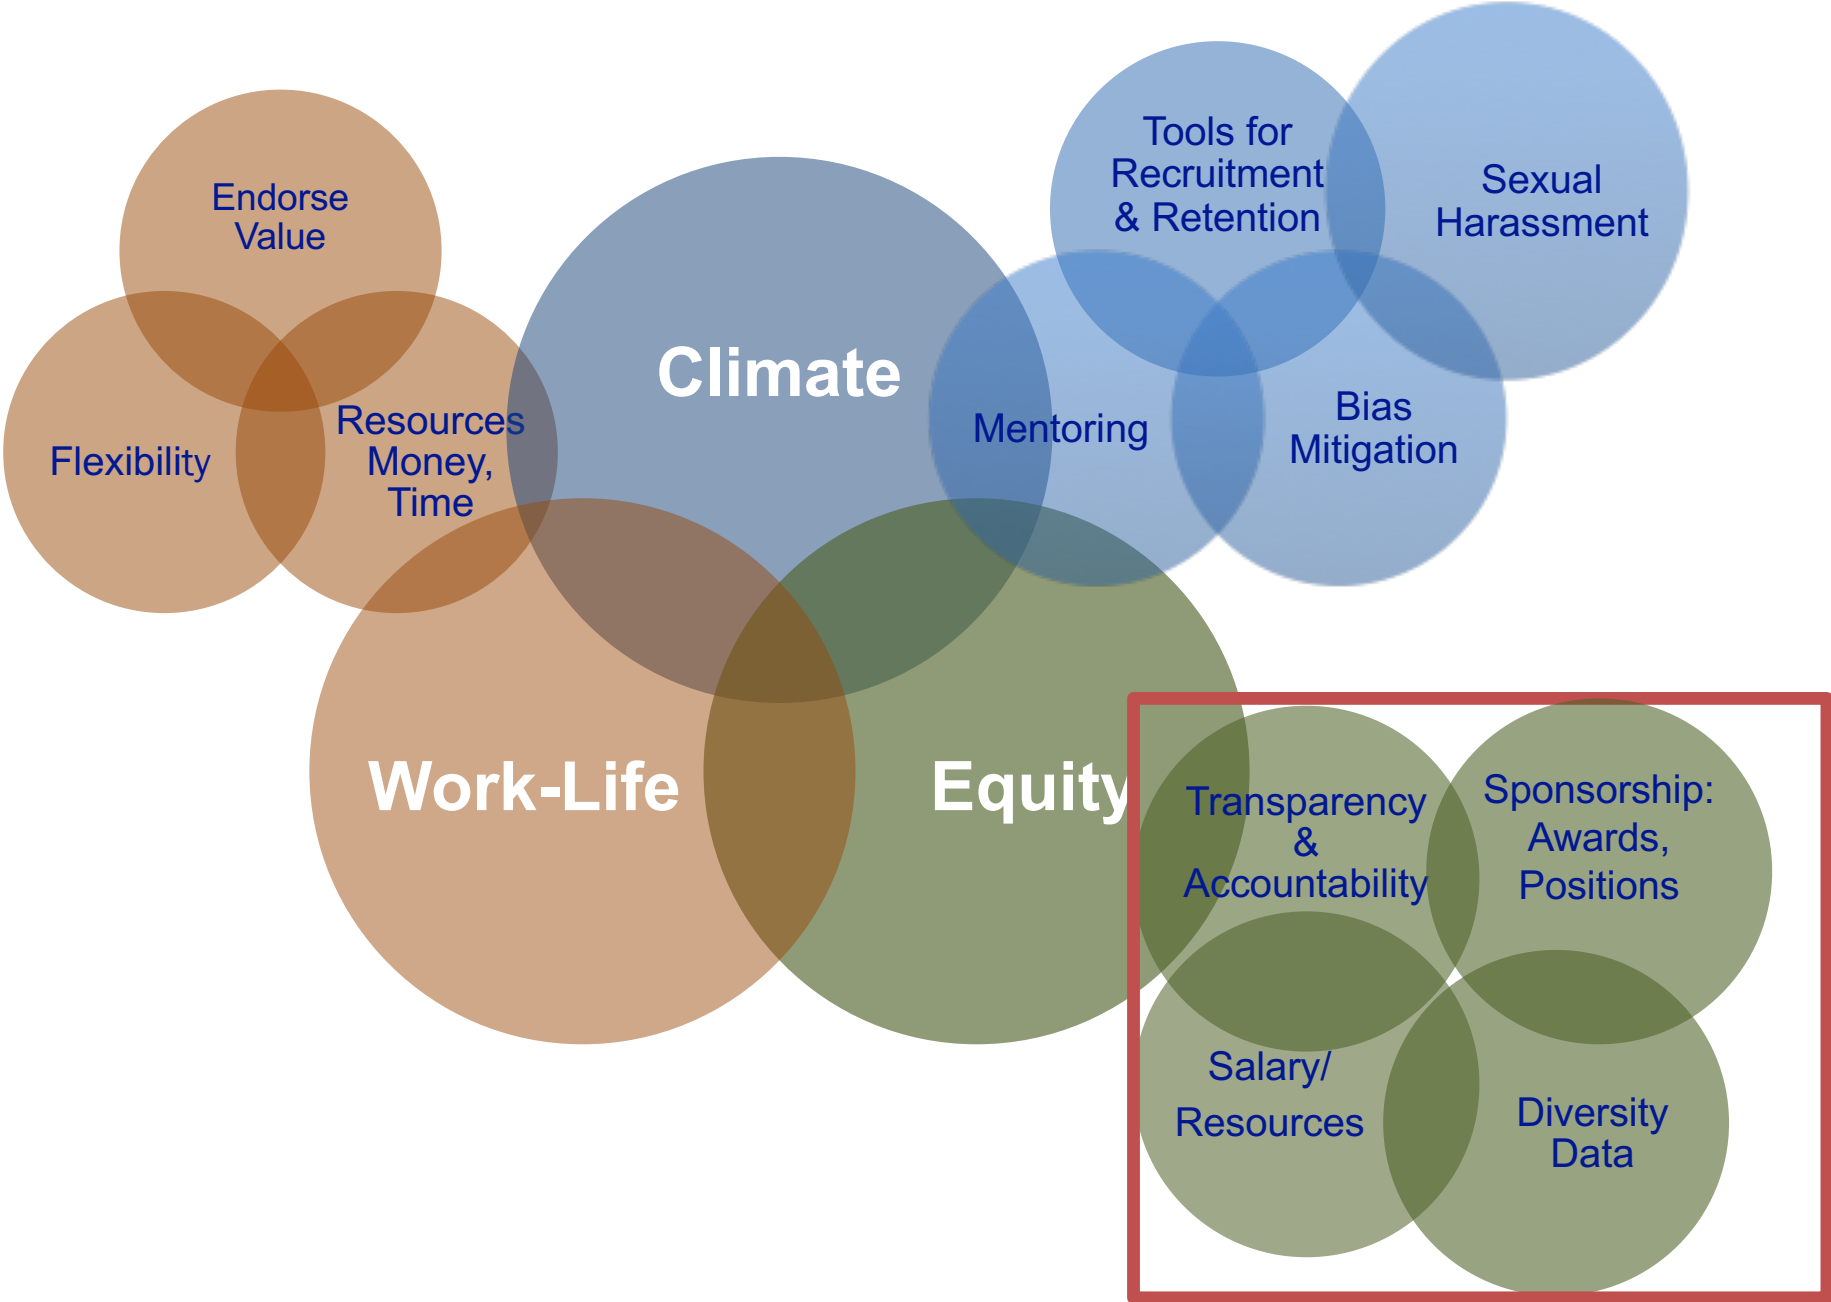 Endorse
Value
Flexibility
Resources
Money,
Time
Climate
Tools for
Recruitment
& Retention
Sexual
Harassment
Mentoring
Bias
Mitigation
Work-Life
Equity
Transparency
&
Accountability
Sponsorship:
Awards,
Positions
Salary/
Resources
Diversity
Data